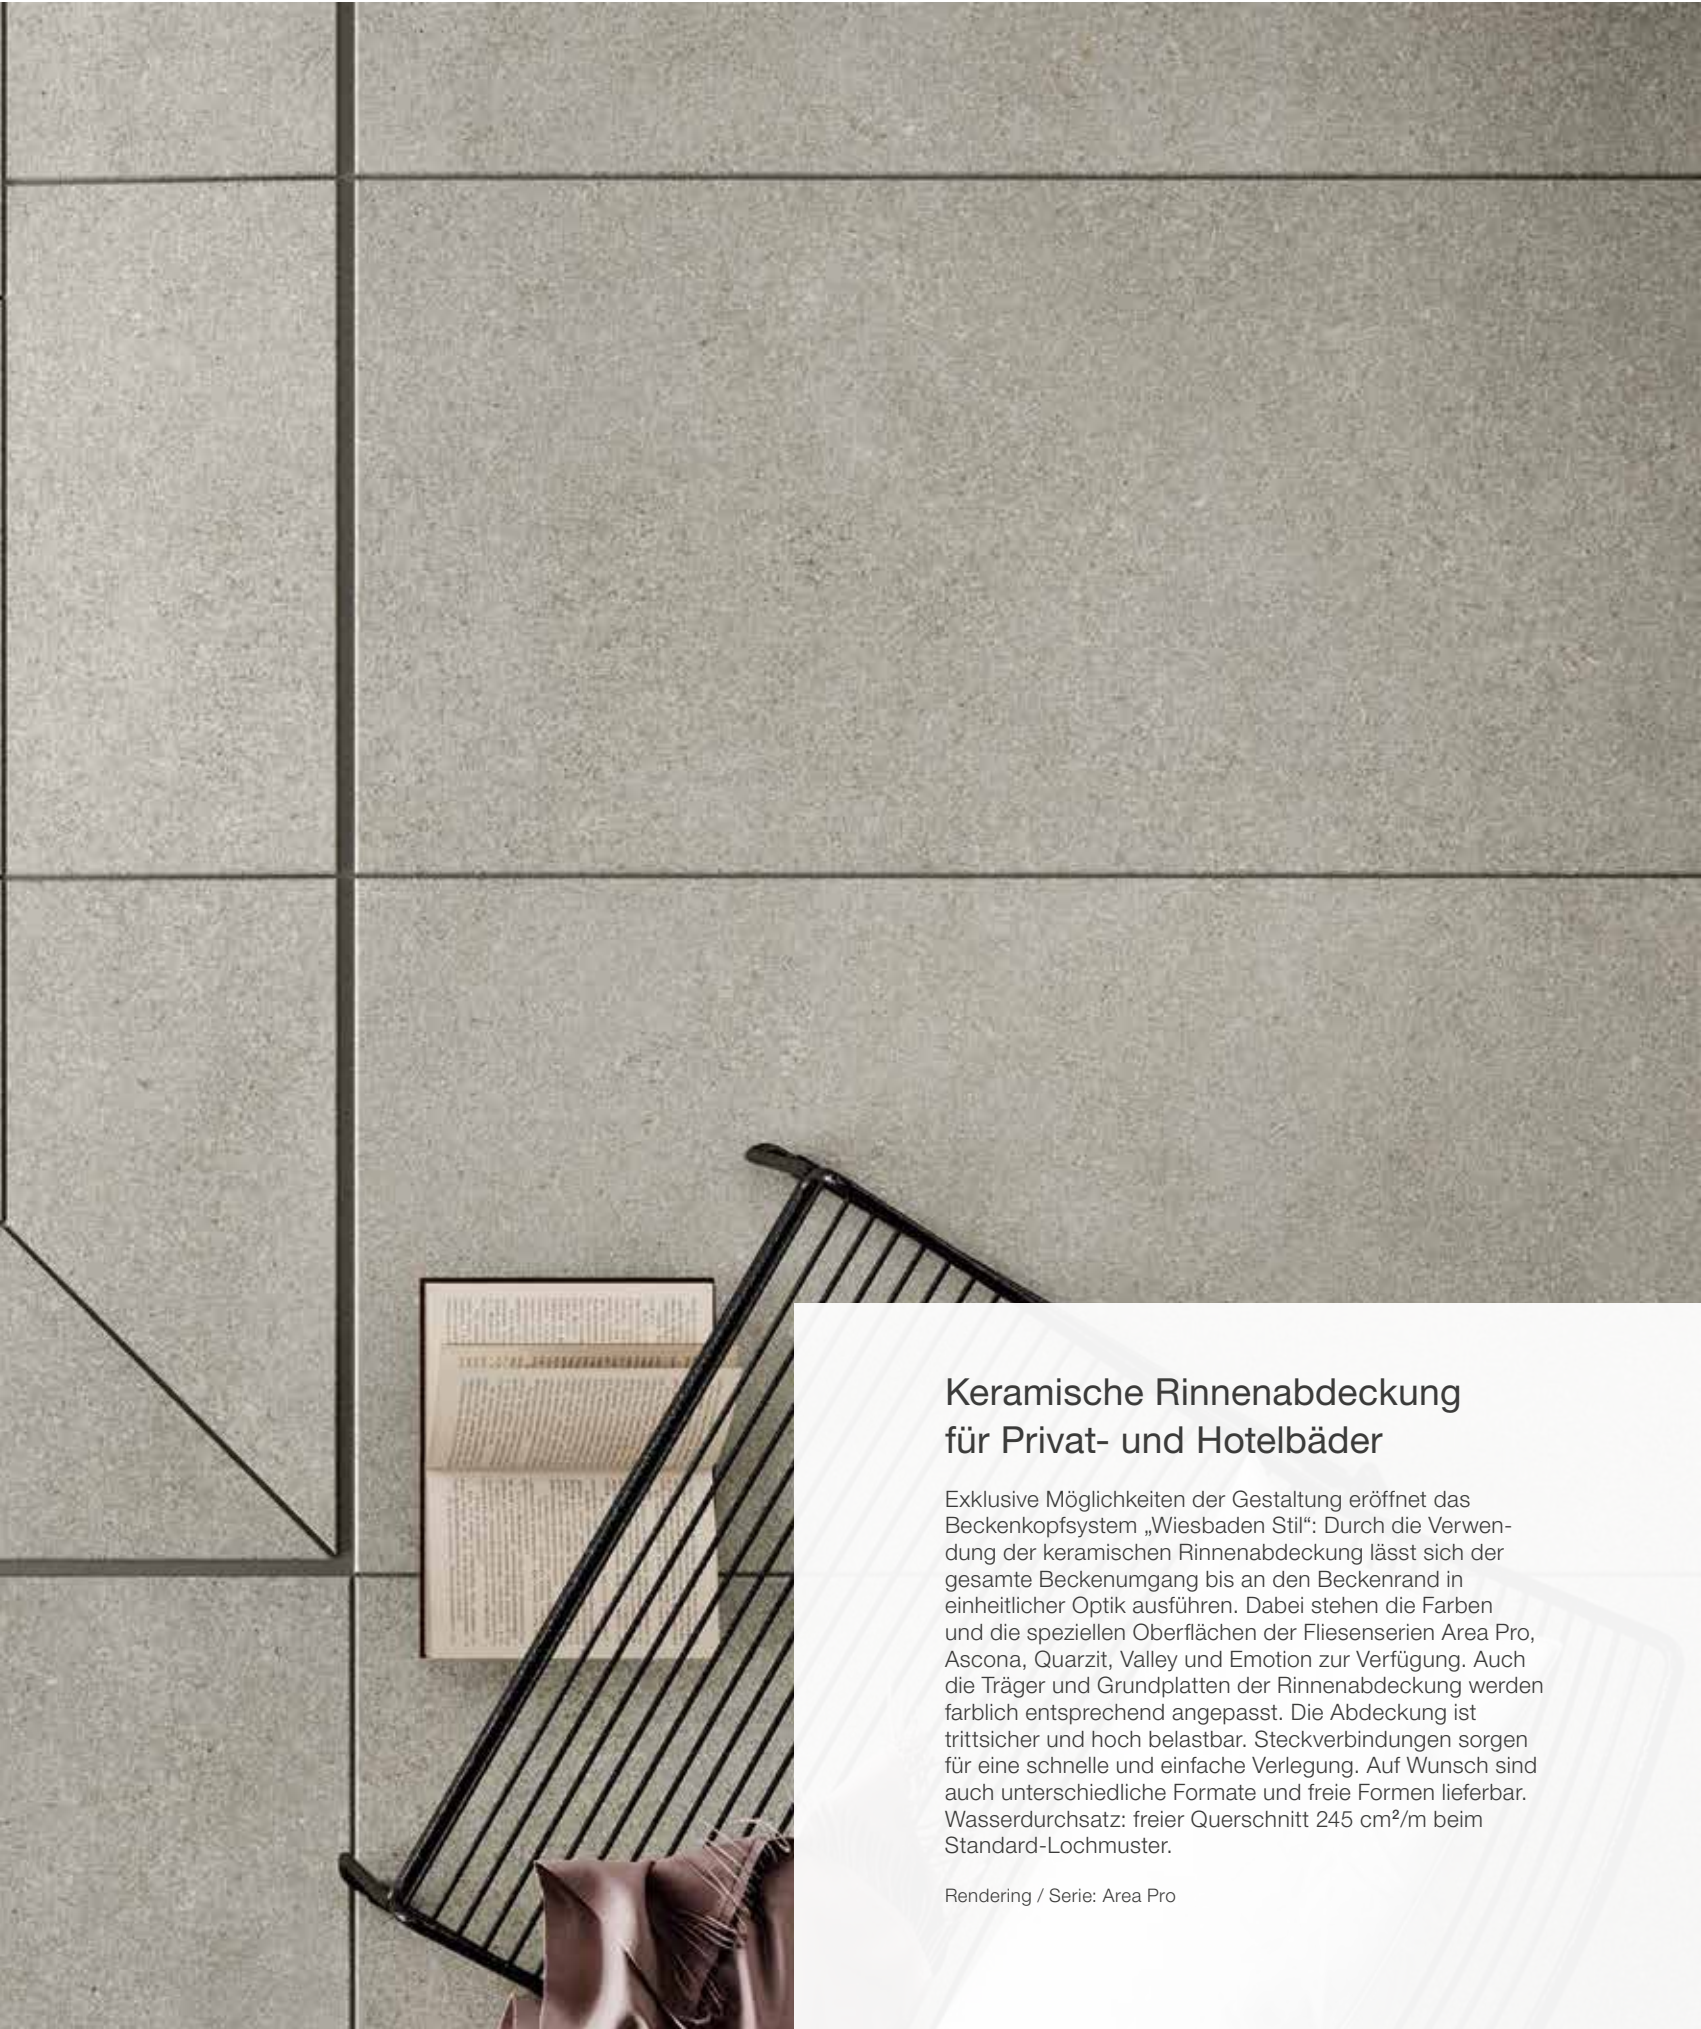 Keramische Rinnenabdeckung
für Privat- und Hotelbäder
Exklusive Möglichkeiten der Gestaltung eröffnet das
Beckenkopfsystem „Wiesbaden Stil“: Durch die Verwen-
dung der keramischen Rinnenabdeckung lässt sich der
gesamte Beckenumgang bis an den Beckenrand in
einheitlicher Optik ausführen. Dabei stehen die Farben
und die speziellen Oberflächen der Fliesenserien Area Pro,
Ascona, Quarzit, Valley und Emotion zur Verfügung. Auch
die Träger und Grundplatten der Rinnenabdeckung werden
farblich entsprechend angepasst. Die Abdeckung ist
trittsicher und hoch belastbar. Steckverbindungen sorgen
für eine schnelle und einfache Verlegung. Auf Wunsch sind
auch unterschiedliche Formate und freie Formen lieferbar.
Wasserdurchsatz: freier Querschnitt 245 cm²/m beim
Standard-Lochmuster.
Rendering / Serie: Area Pro